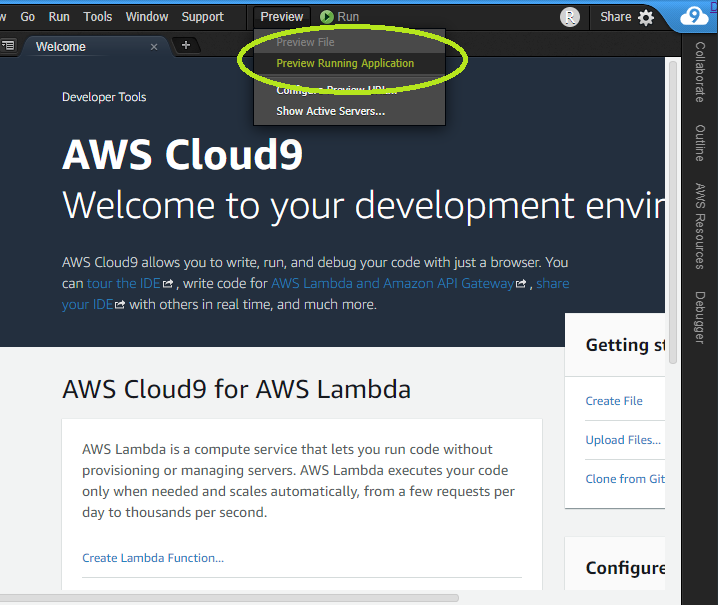 Go Run Tools Window Support Preview Run R Share 9
Welcome × +
Preview File
Preview Running Application
Configure Preview URL...
Show Active Servers...
Collaborate
Outline
AWS Resources
Debugger
Developer Tools
AWS Cloud9
Welcome to your development envir
AWS Cloud9 allows you to write, run, and debug your code with just a browser. You
can tour the IDE , write code for AWS Lambda and Amazon API Gateway , share
your IDE with others in real time, and much more.
Getting st
Create File
Upload Files...
Clone from Git
AWS Cloud9 for AWS Lambda
AWS Lambda is a compute service that lets you run code without
provisioning or managing servers. AWS Lambda executes your code
only when needed and scales automatically, from a few requests per
day to thousands per second.
Create Lambda Function...
Configure